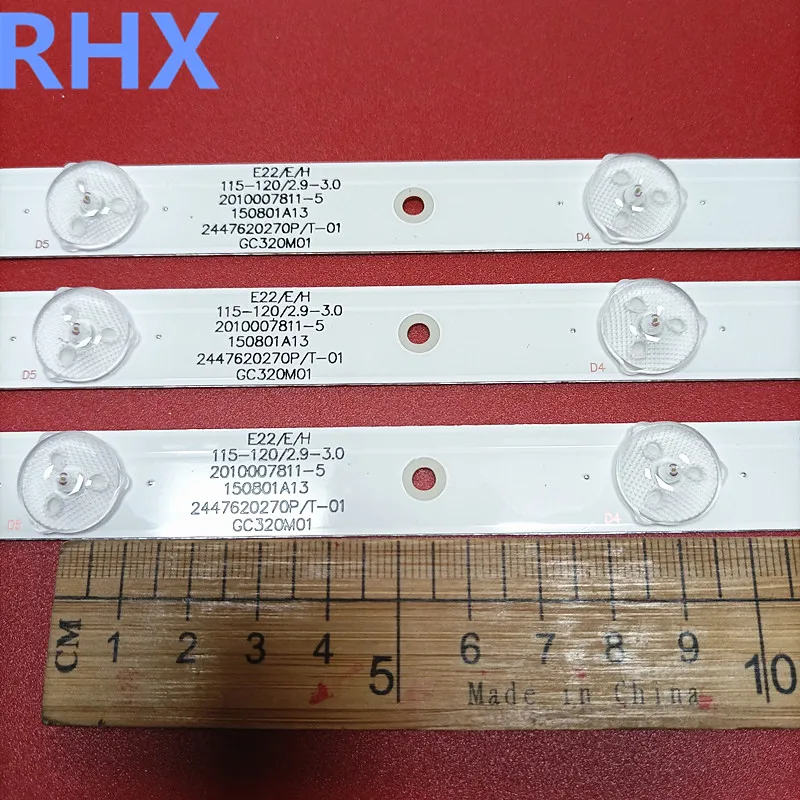 RHX
E22/E/H
115-120/2.9-3.0
2010007811-5
150801A13
2447620270P/T-01
GC320M01
D5
D4
E22/E/H
115-120/2.9-3.0
2010007811-5
150801A13
2447620270P/T-01
GC320M01
D5
D4
E22/E/H
115-120/2.9-3.0
2010007811-5
150801A13
2447620270P/T-01
GC320M01
D5
D4
CM 1 2 3 4 5 6 7 8 9 10
Made in China